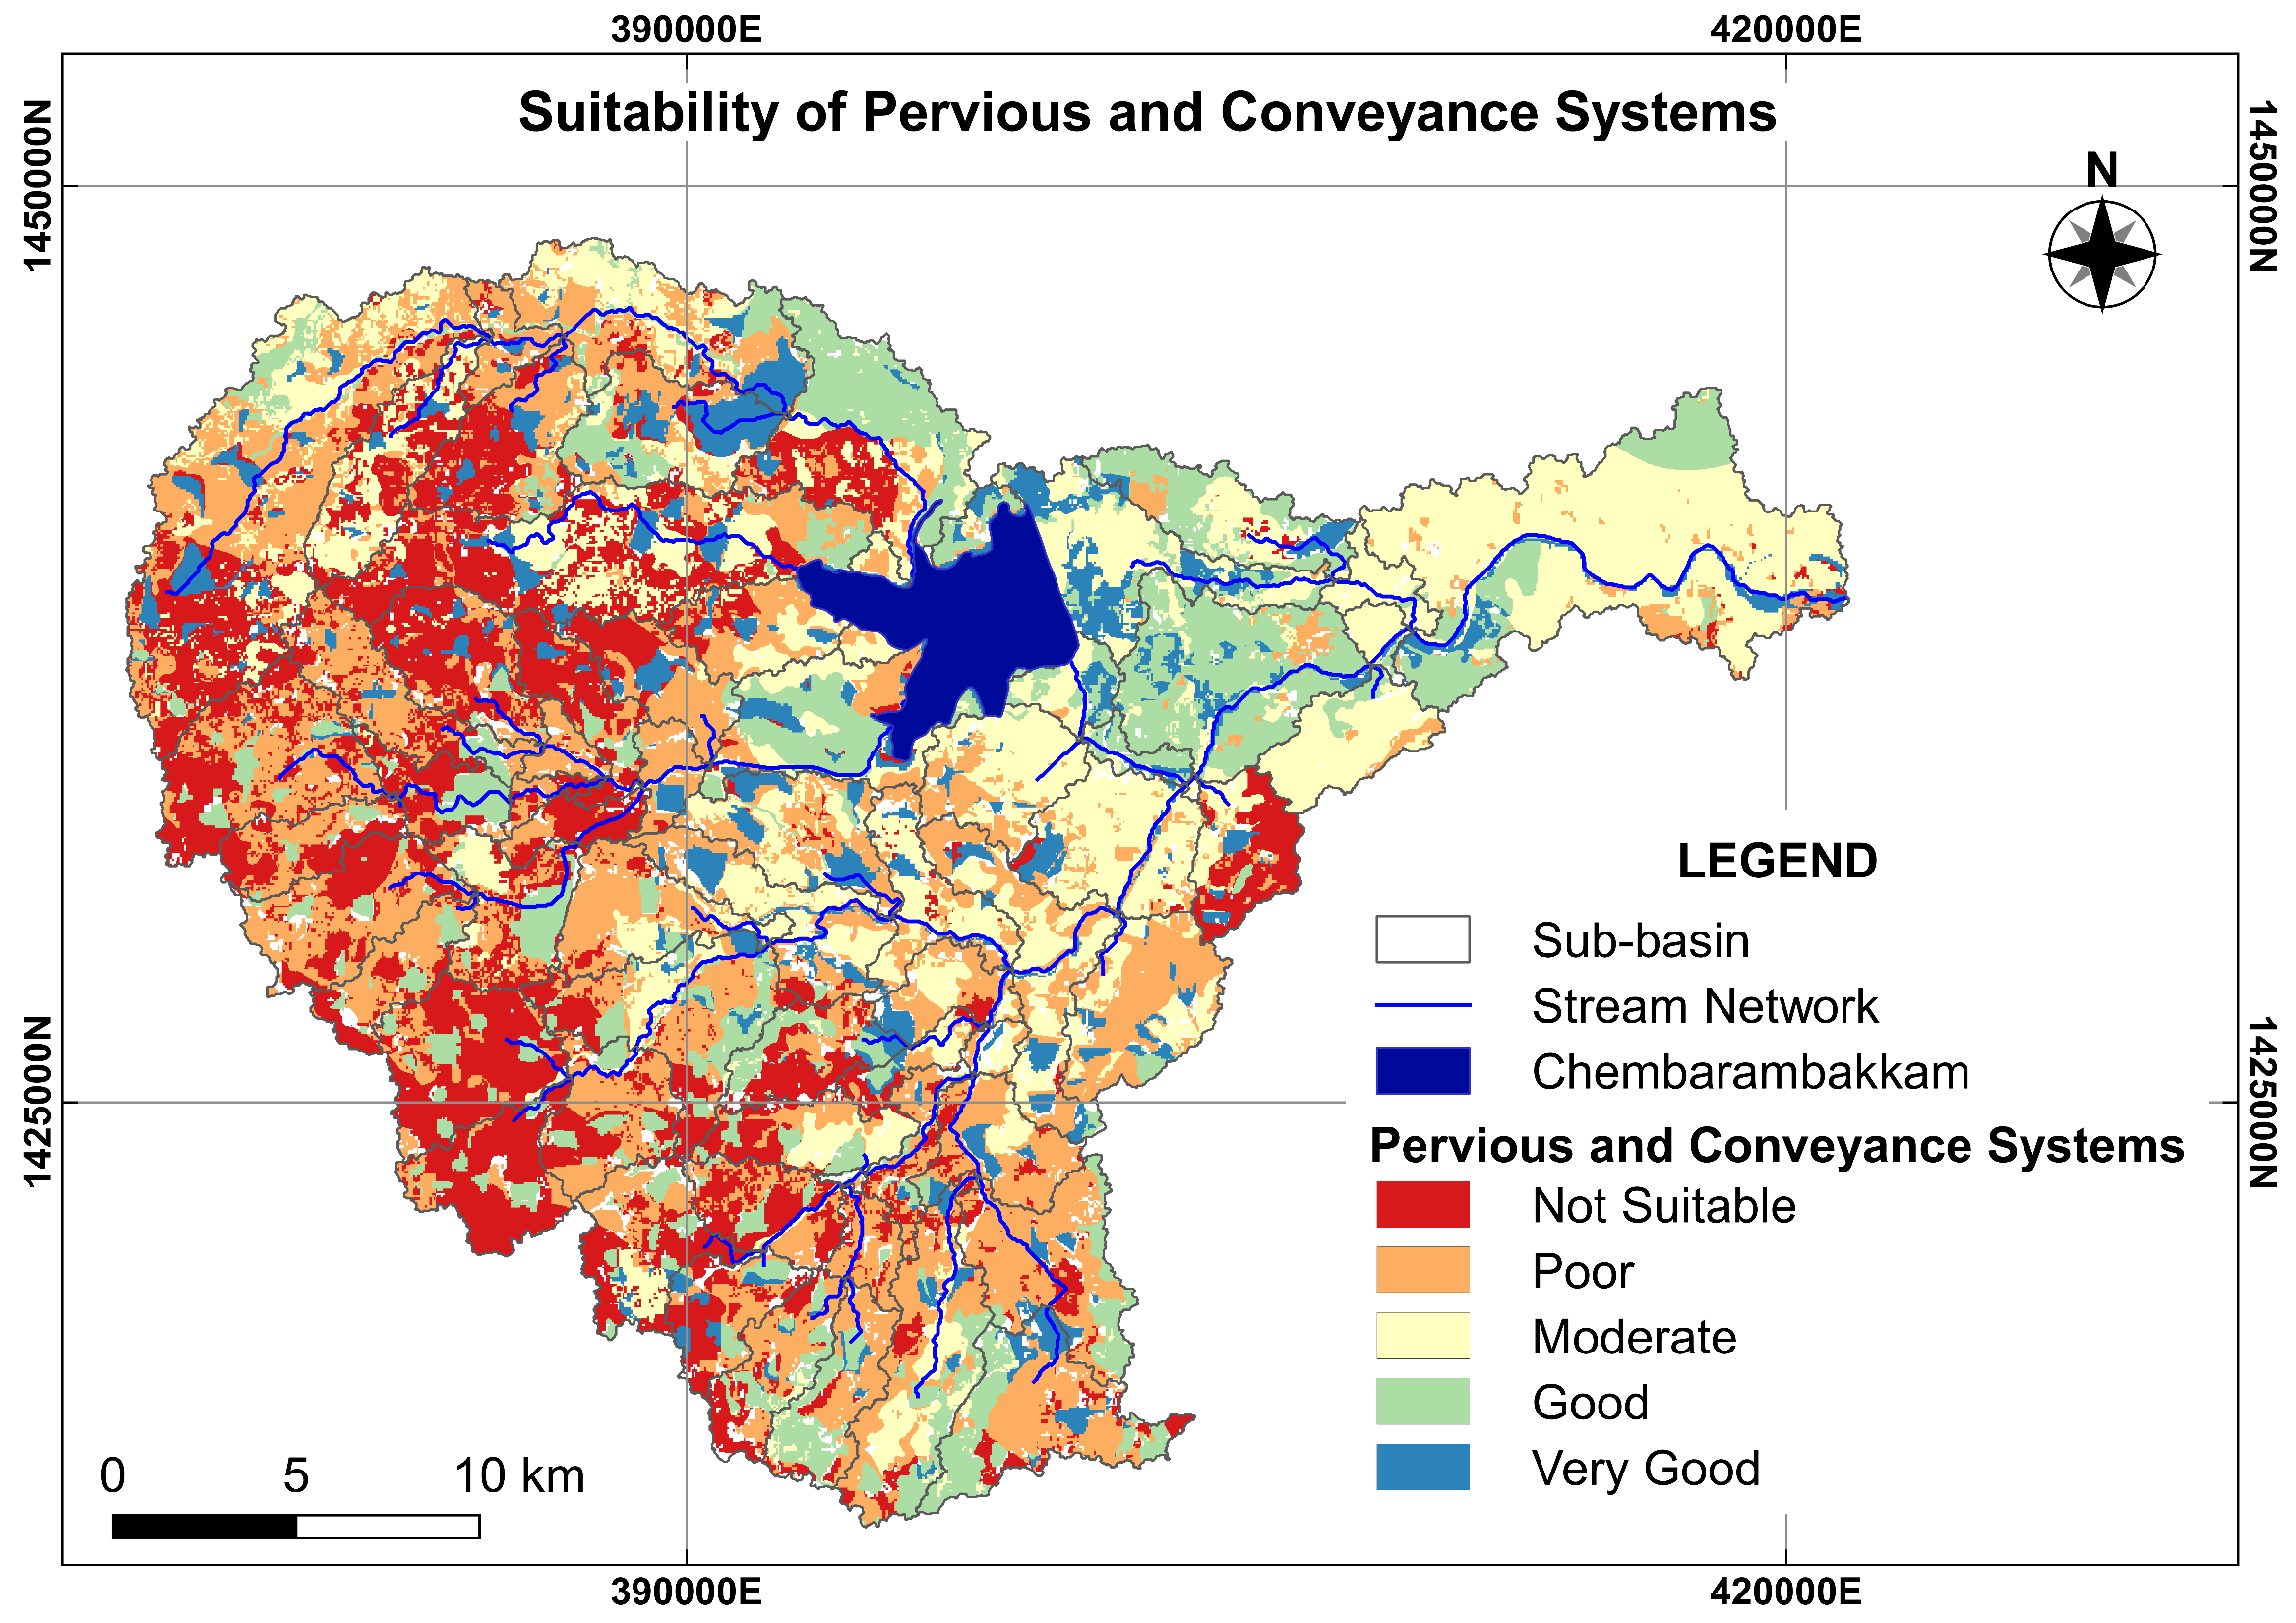 390000E 420000E
Suitability of Pervious and Conveyance Systems
1450000N
1450000N
N
LEGEND
Sub-basin
Stream Network
Chembarambakkam
Pervious and Conveyance Systems
Not Suitable
Poor
Moderate
Good
Very Good
1425000N
1425000N
0 5 10 km
390000E 420000E